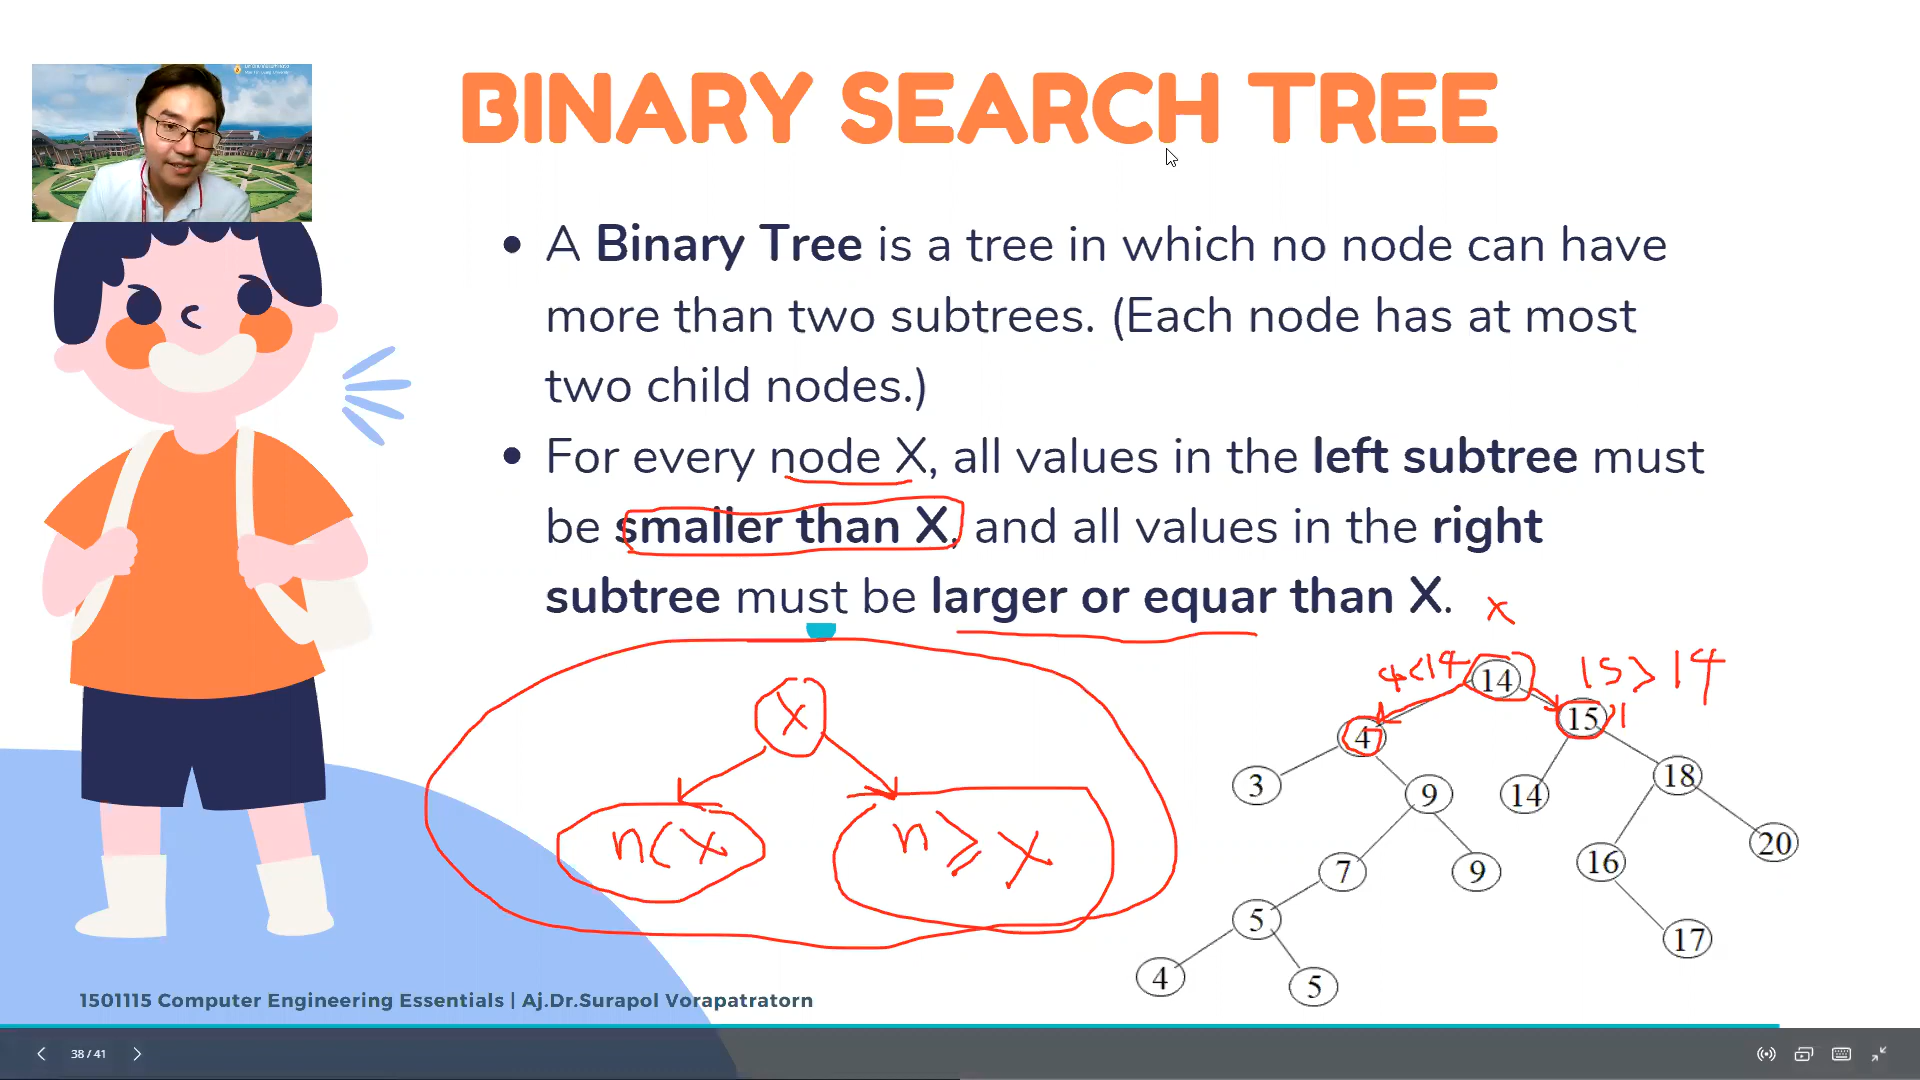 BINARY SEARCH TREE
• A Binary Tree is a tree in which no node can have
more than two subtrees. (Each node has at most
two child nodes.)
• For every node X, all values in the left subtree must
be smaller than X, and all values in the right
subtree must be larger or equar than X.
x
4<14 14 15>14
4 15
3 9 14 18
7 9 16 20
5 17
4 5
X
n<X n≥X
1501115 Computer Engineering Essentials | Aj.Dr.Surapol Vorapatratorn
38 / 41